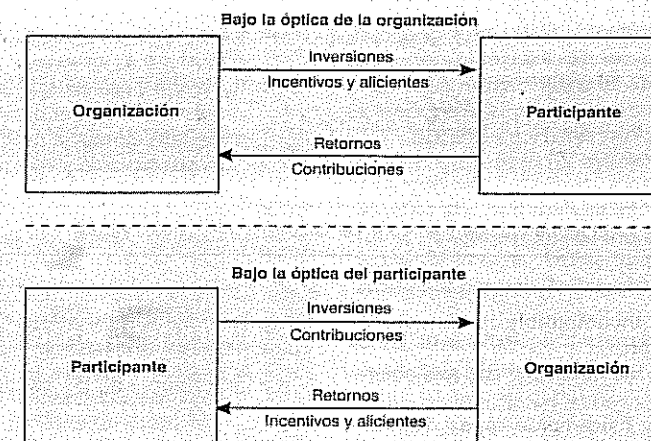 Bajo la óptica de la organización
Inversiones
Incentivos y alicientes
Organización
Participante
Retornos
Contribuciones
Bajo la óptica del participante
Inversiones
Contribuciones
Participante
Organización
Retornos
Incentivos y alicientes